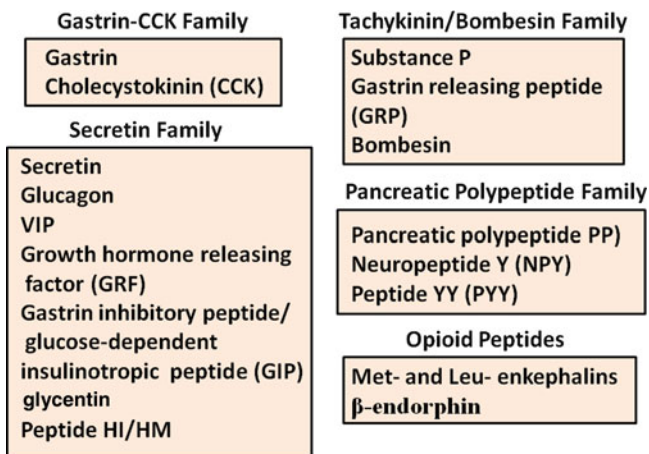 Gastrin-CCK Family
Gastrin
Cholecystokinin (CCK)
Secretin Family
Secretin
Glucagon
VIP
Growth hormone releasing
factor (GRF)
Gastrin inhibitory peptide/
glucose-dependent
insulinotropic peptide (GIP)
glycentin
Peptide HI/HM
Tachykinin/Bombesin Family
Substance P
Gastrin releasing peptide
(GRP)
Bombesin
Pancreatic Polypeptide Family
Pancreatic polypeptide PP)
Neuropeptide Y (NPY)
Peptide YY (PYY)
Opioid Peptides
Met- and Leu- enkephalins
β-endorphin